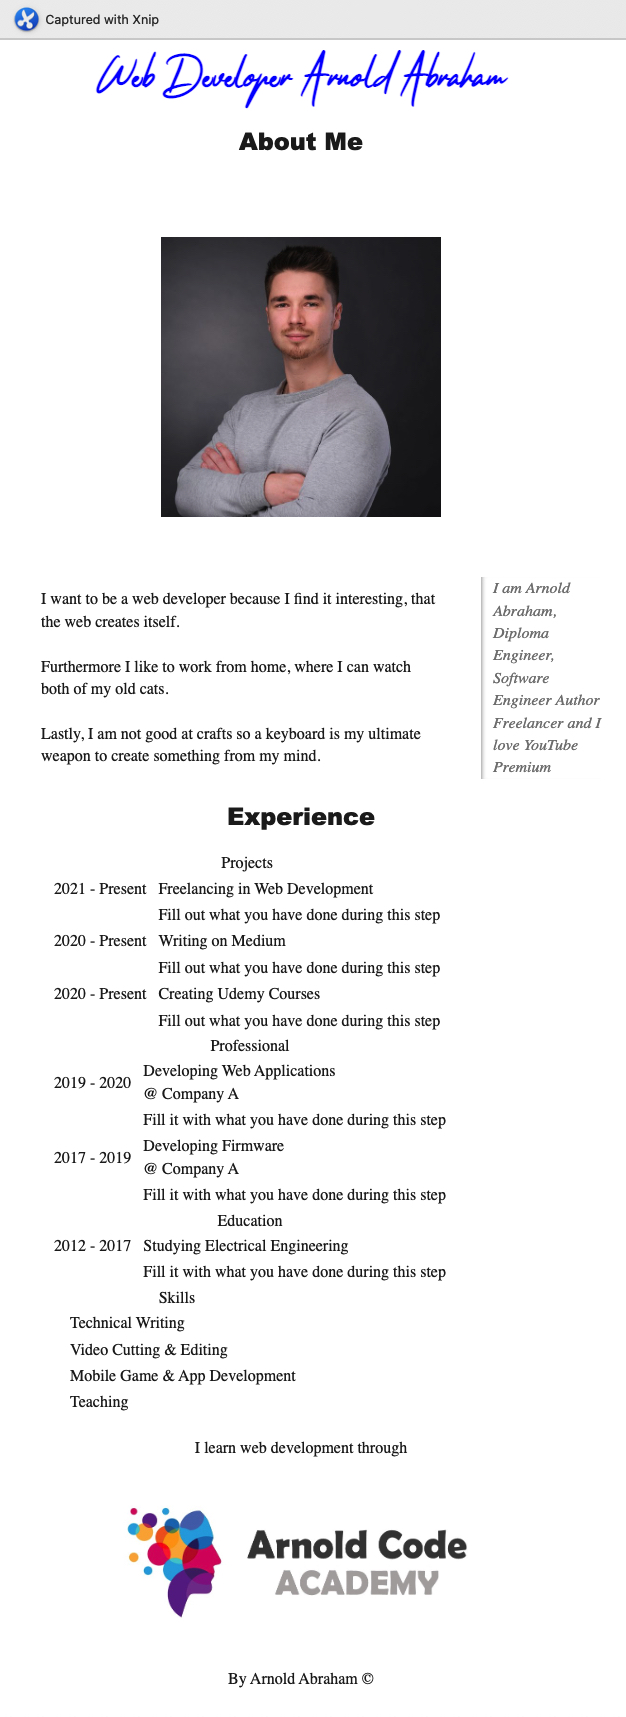 Captured with Xnip
Web Developer Arnold Abraham
About Me
I want to be a web developer because I find it interesting, that
the web creates itself.
Furthermore I like to work from home, where I can watch
both of my old cats.
Lastly, I am not good at crafts so a keyboard is my ultimate
weapon to create something from my mind.
I am Arnold
Abraham,
Diploma
Engineer,
Software
Engineer Author
Freelancer and I
love YouTube
Premium
Experience
Projects
2021 - Present Freelancing in Web Development
Fill out what you have done during this step
2020 - Present Writing on Medium
Fill out what you have done during this step
2020 - Present Creating Udemy Courses
Fill out what you have done during this step
Professional
2019 - 2020 Developing Web Applications
@ Company A
Fill it with what you have done during this step
2017 - 2019 Developing Firmware
@ Company A
Fill it with what you have done during this step
Education
2012 - 2017 Studying Electrical Engineering
Fill it with what you have done during this step
Skills
Technical Writing
Video Cutting & Editing
Mobile Game & App Development
Teaching
I learn web development through
Arnold Code
ACADEMY
By Arnold Abraham ©